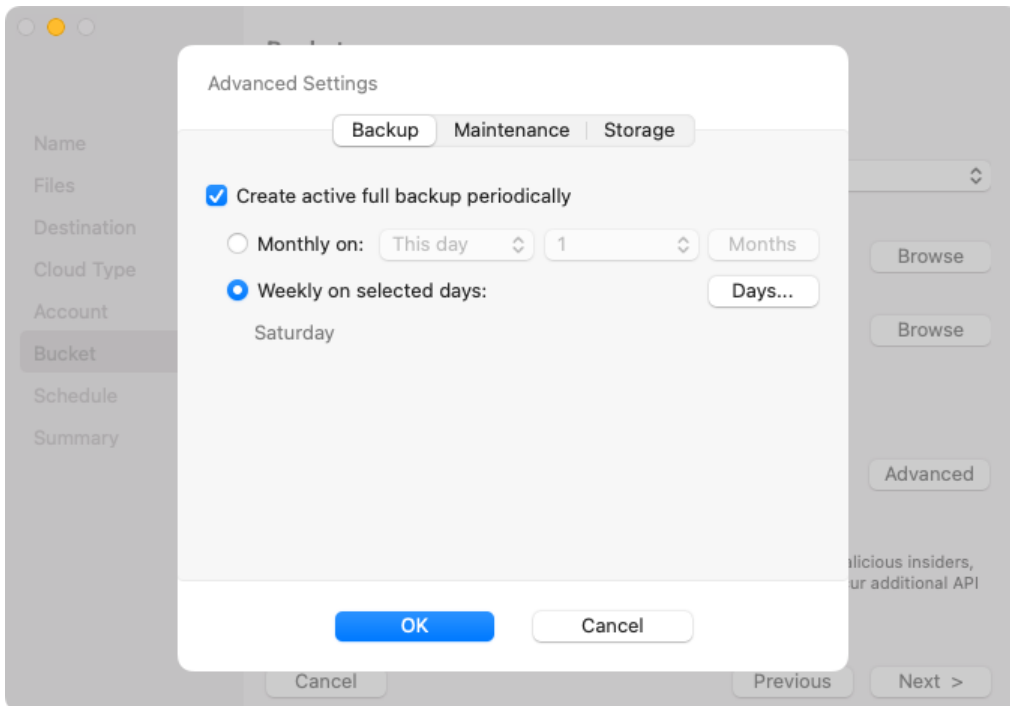 Advanced Settings
Backup Maintenance Storage
Create active full backup periodically
Monthly on: This day 1 Months
Weekly on selected days: Days...
Saturday
OK Cancel
Name
Files
Destination
Cloud Type
Account
Bucket
Schedule
Summary
Browse
Browse
Advanced
alicious insiders,
ur additional API
Cancel Previous Next >